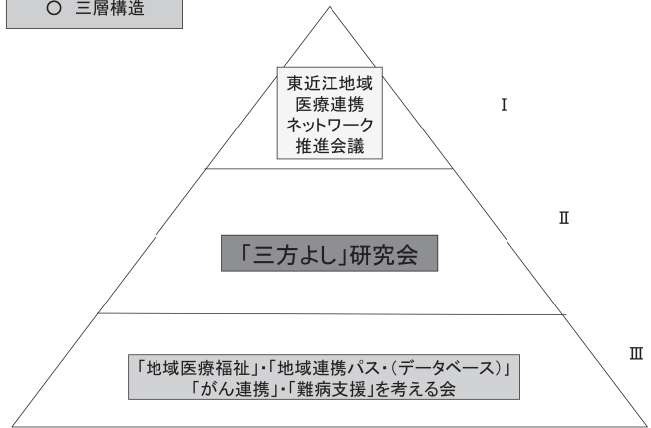 ○ 三層構造
東近江地域
医療連携
ネットワーク
推進会議
Ⅰ
Ⅱ
「三方よし」研究会
Ⅲ
「地域医療福祉」・「地域連携パス・(データベース)」
「がん連携」・「難病支援」を考える会